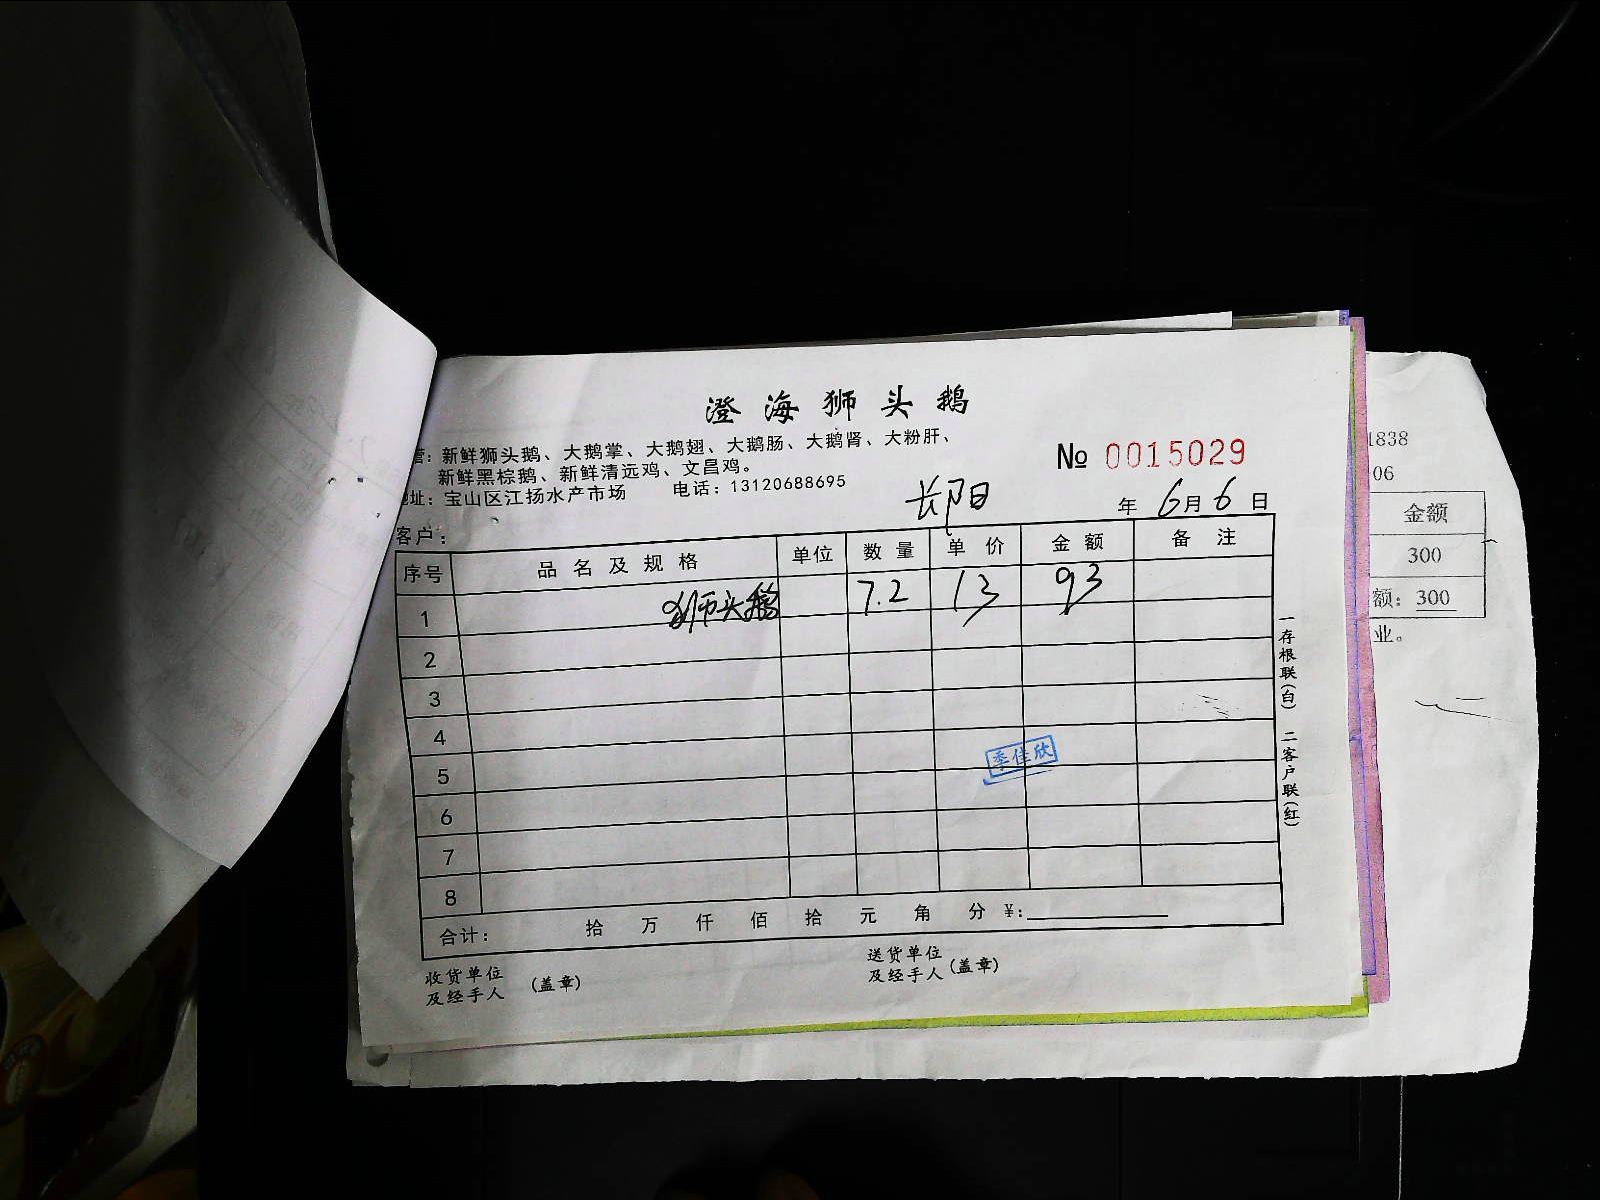 澄海狮头鹅
营：新鲜狮头鹅、大鹅掌、大鹅翅、大鹅肠、大鹅肾、大粉肝、
新鲜黑棕鹅、新鲜清远鸡、文昌鸡。
№ 0015029
地址：宝山区江扬水产市场 电话：13120688695
年 6月6日
客户：
序号 品名及规格 单位 数量 单价 金额 备注
1 狮头鹅 7.2 13 93
2
3
4
5
季佳欣
6
7
8
合计： 拾 万 仟 佰 拾 元 角 分 ¥:
收货单位
及经手人 (盖章)
送货单位
及经手人 (盖章)
一存根联(白) 二客户联(红)
1838
06
金额
300
额：300
业。